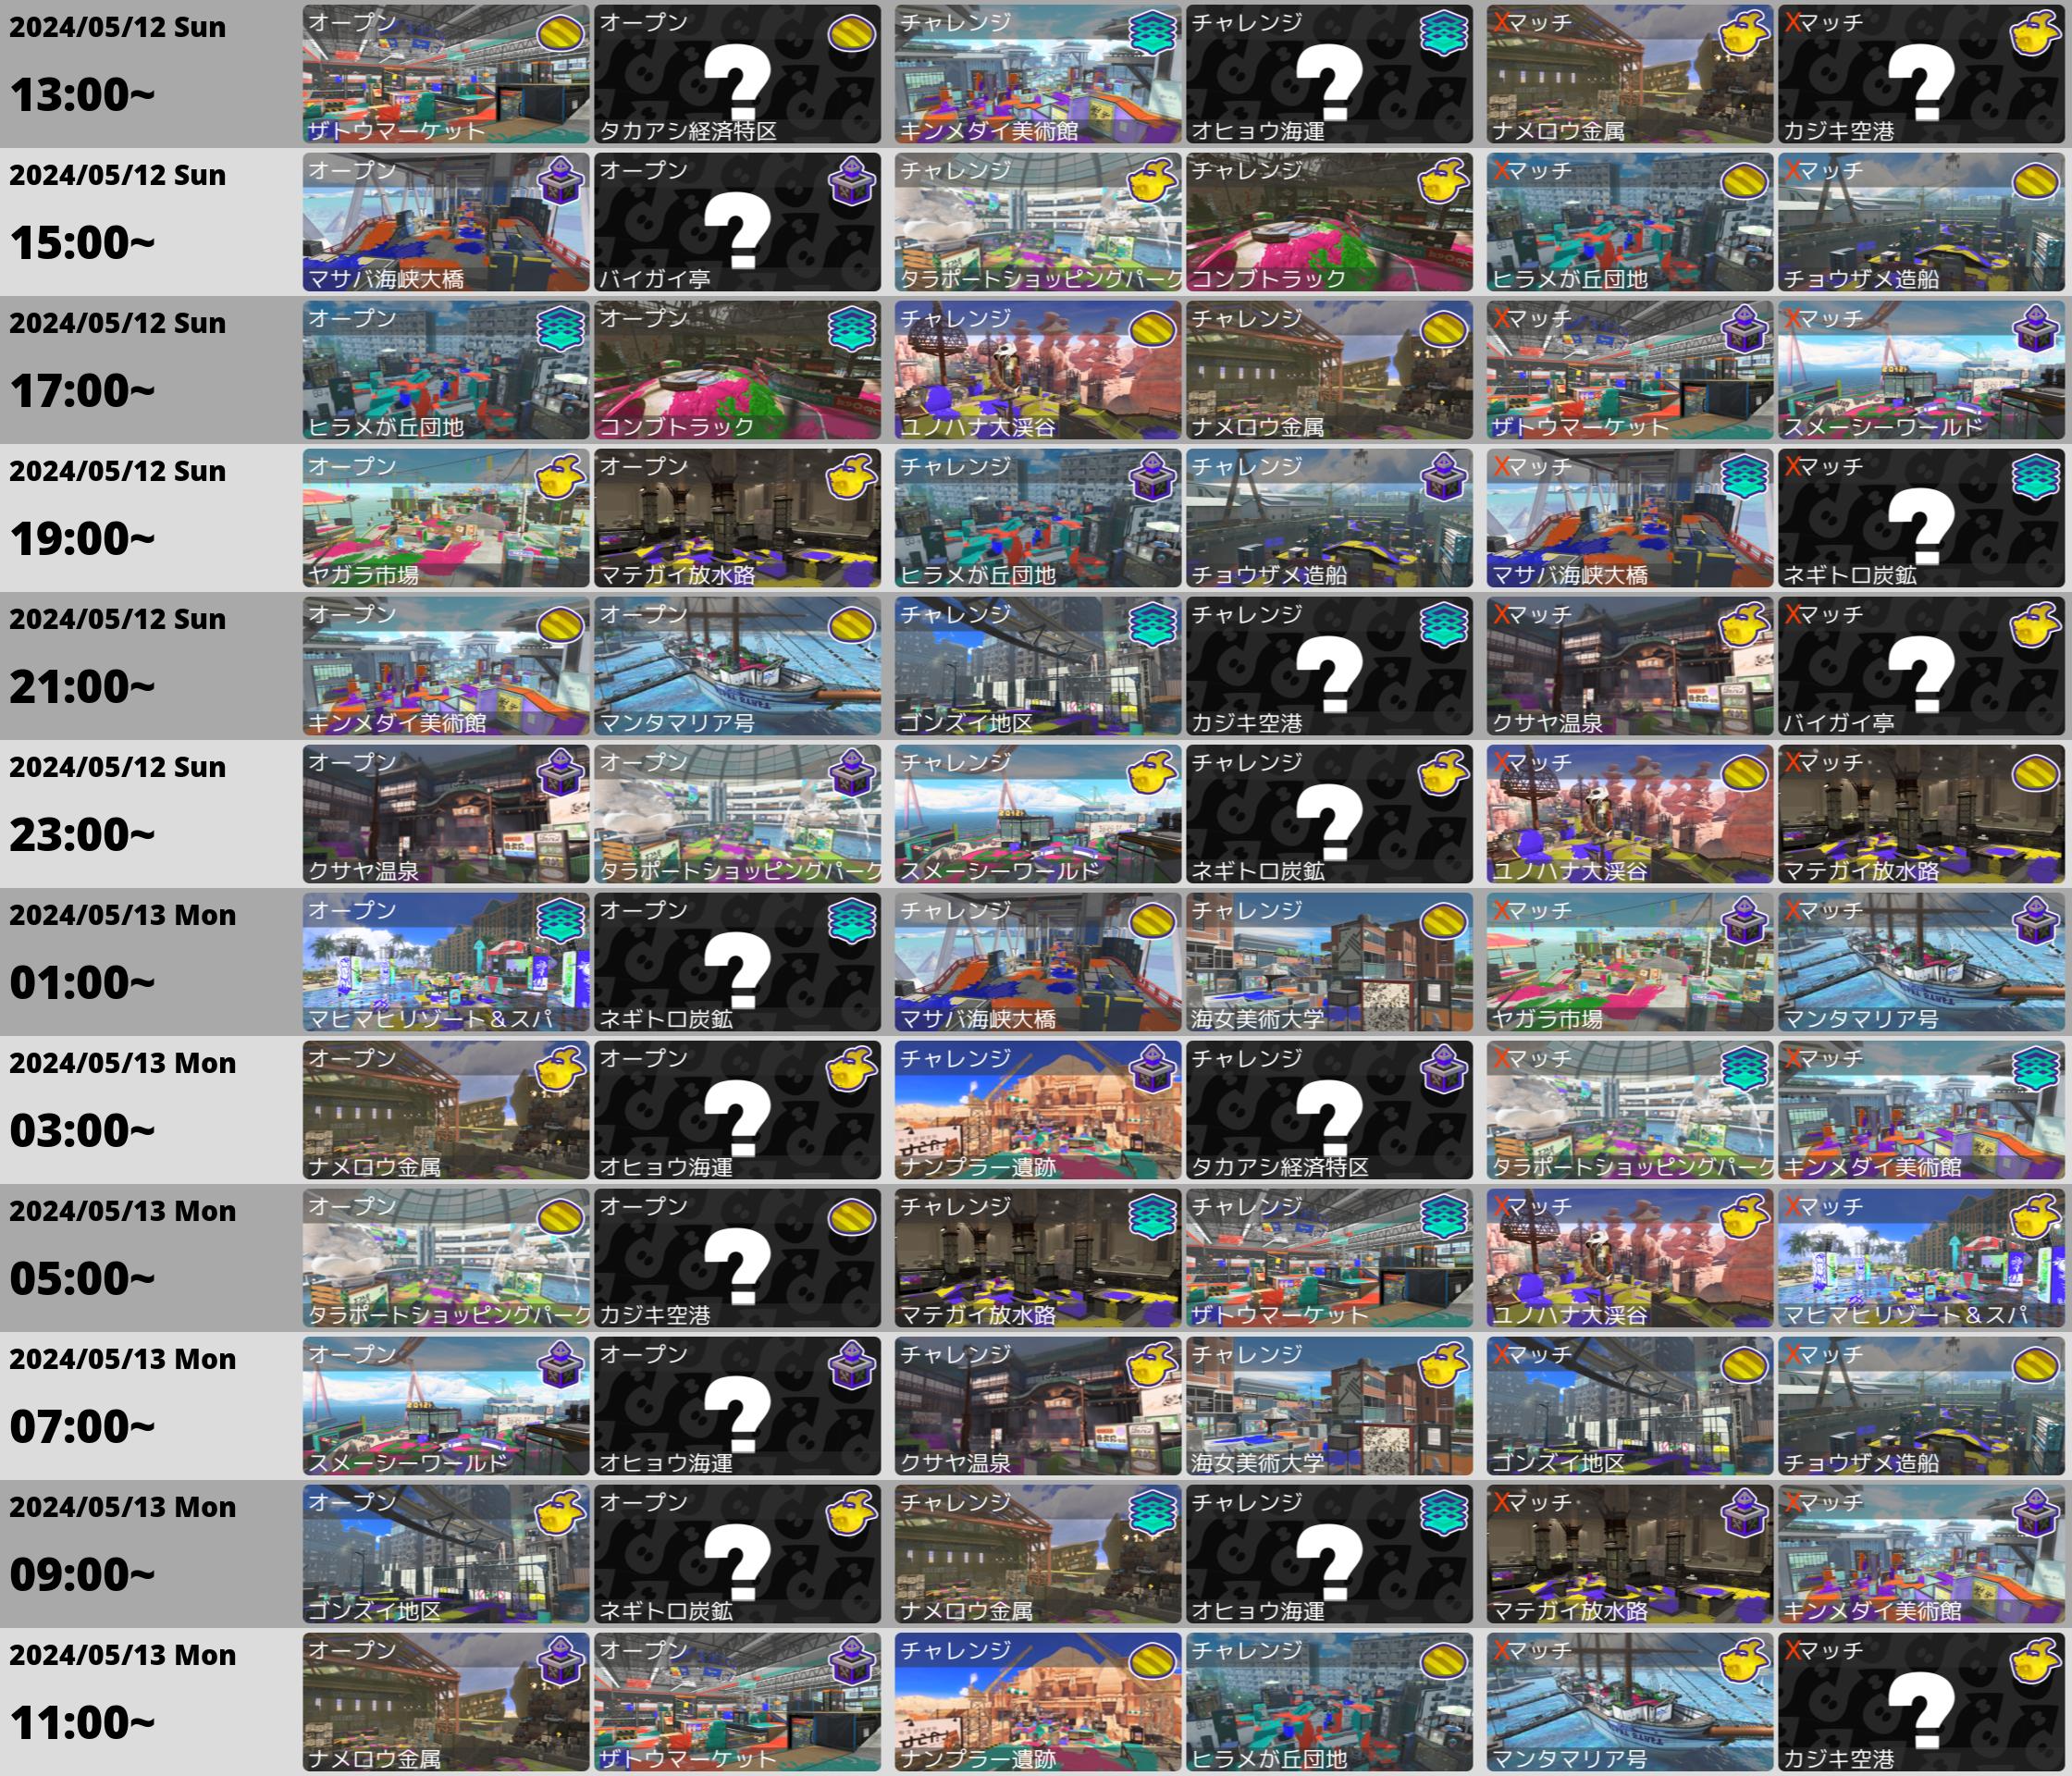 2024/05/12 Sun
13:00~
オープン
ザトウマーケット
オープン
タカアシ経済特区
チャレンジ
キンメダイ美術館
チャレンジ
オヒョウ海運
Xマッチ
ナメロウ金属
Xマッチ
カジキ空港
2024/05/12 Sun
15:00~
オープン
マサバ海峡大橋
オープン
バイガイ亭
チャレンジ
タラポートショッピングパーク
チャレンジ
コンブトラック
Xマッチ
ヒラメが丘団地
Xマッチ
チョウザメ造船
2024/05/12 Sun
17:00~
オープン
ヒラメが丘団地
オープン
コンブトラック
チャレンジ
ユノハナ大渓谷
チャレンジ
ナメロウ金属
Xマッチ
ザトウマーケット
Xマッチ
スメーシーワールド
2024/05/12 Sun
19:00~
オープン
ヤガラ市場
オープン
マテガイ放水路
チャレンジ
ヒラメが丘団地
チャレンジ
チョウザメ造船
Xマッチ
マサバ海峡大橋
Xマッチ
ネギトロ炭鉱
2024/05/12 Sun
21:00~
オープン
キンメダイ美術館
オープン
マンタマリア号
チャレンジ
ゴンズイ地区
チャレンジ
カジキ空港
Xマッチ
クサヤ温泉
Xマッチ
バイガイ亭
2024/05/12 Sun
23:00~
オープン
クサヤ温泉
オープン
タラポートショッピングパーク
チャレンジ
スメーシーワールド
チャレンジ
ネギトロ炭鉱
Xマッチ
ユノハナ大渓谷
Xマッチ
マテガイ放水路
2024/05/13 Mon
01:00~
オープン
マヒマヒリゾート＆スパ
オープン
ネギトロ炭鉱
チャレンジ
マサバ海峡大橋
チャレンジ
海女美術大学
Xマッチ
ヤガラ市場
Xマッチ
マンタマリア号
2024/05/13 Mon
03:00~
オープン
ナメロウ金属
オープン
オヒョウ海運
チャレンジ
ナンプラー遺跡
チャレンジ
タカアシ経済特区
Xマッチ
タラポートショッピングパーク
Xマッチ
キンメダイ美術館
2024/05/13 Mon
05:00~
オープン
タラポートショッピングパーク
オープン
カジキ空港
チャレンジ
マテガイ放水路
チャレンジ
ザトウマーケット
Xマッチ
ユノハナ大渓谷
Xマッチ
マヒマヒリゾート＆スパ
2024/05/13 Mon
07:00~
オープン
スメーシーワールド
オープン
オヒョウ海運
チャレンジ
クサヤ温泉
チャレンジ
海女美術大学
Xマッチ
ゴンズイ地区
Xマッチ
チョウザメ造船
2024/05/13 Mon
09:00~
オープン
ゴンズイ地区
オープン
ネギトロ炭鉱
チャレンジ
ナメロウ金属
チャレンジ
オヒョウ海運
Xマッチ
マテガイ放水路
Xマッチ
キンメダイ美術館
2024/05/13 Mon
11:00~
オープン
ナメロウ金属
オープン
ザトウマーケット
チャレンジ
ナンプラー遺跡
チャレンジ
ヒラメが丘団地
Xマッチ
マンタマリア号
Xマッチ
カジキ空港